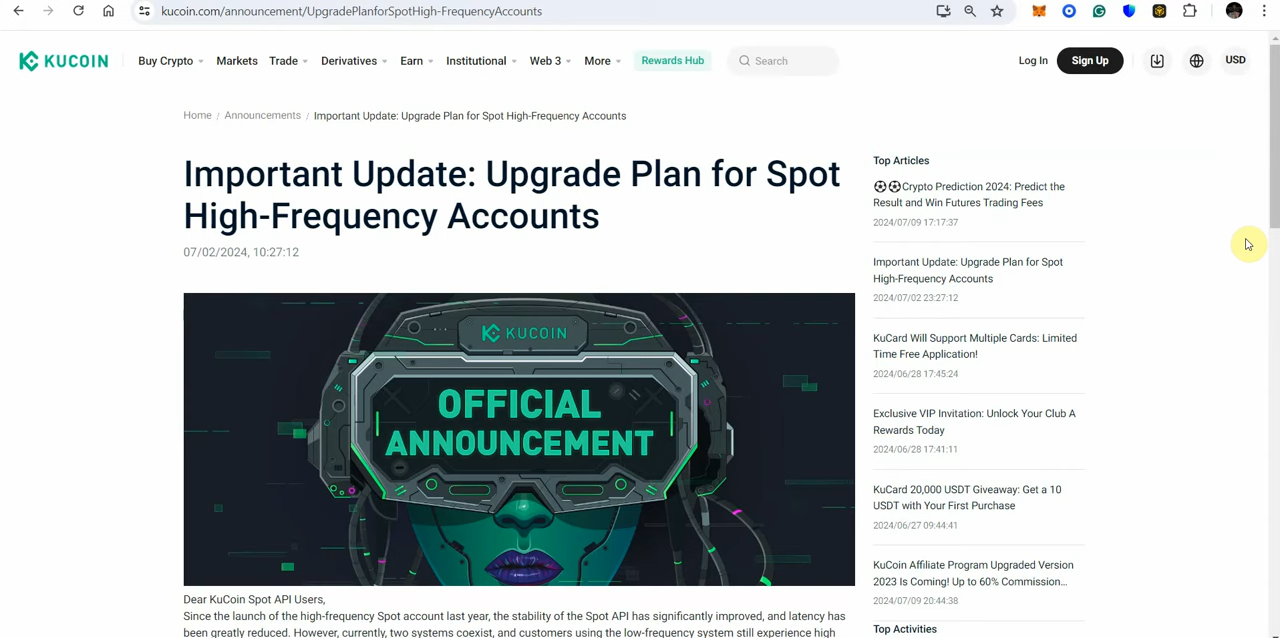 kucoin.com/announcement/UpgradePlanforSpotHigh-FrequencyAccounts
KUCOIN
Buy Crypto
Markets
Trade
Derivatives
Earn
Institutional
Web 3
More
Rewards Hub
Search
Log In
Sign Up
USD
Home / Announcements / Important Update: Upgrade Plan for Spot High-Frequency Accounts
Important Update: Upgrade Plan for Spot
High-Frequency Accounts
07/02/2024, 10:27:12
KUCOIN
OFFICIAL
ANNOUNCEMENT
Dear KuCoin Spot API Users,
Since the launch of the high-frequency Spot account last year, the stability of the Spot API has significantly improved, and latency has
been greatly reduced. However, currently, two systems coexist, and customers using the low-frequency system still experience high
Top Articles
⚽⚽Crypto Prediction 2024: Predict the
Result and Win Futures Trading Fees
2024/07/09 17:17:37
Important Update: Upgrade Plan for Spot
High-Frequency Accounts
2024/07/02 23:27:12
KuCard Will Support Multiple Cards: Limited
Time Free Application!
2024/06/28 17:45:24
Exclusive VIP Invitation: Unlock Your Club A
Rewards Today
2024/06/28 17:41:11
KuCard 20,000 USDT Giveaway: Get a 10
USDT with Your First Purchase
2024/06/27 09:44:41
KuCoin Affiliate Program Upgraded Version
2023 Is Coming! Up to 60% Commission...
2024/07/09 20:44:38
Top Activities